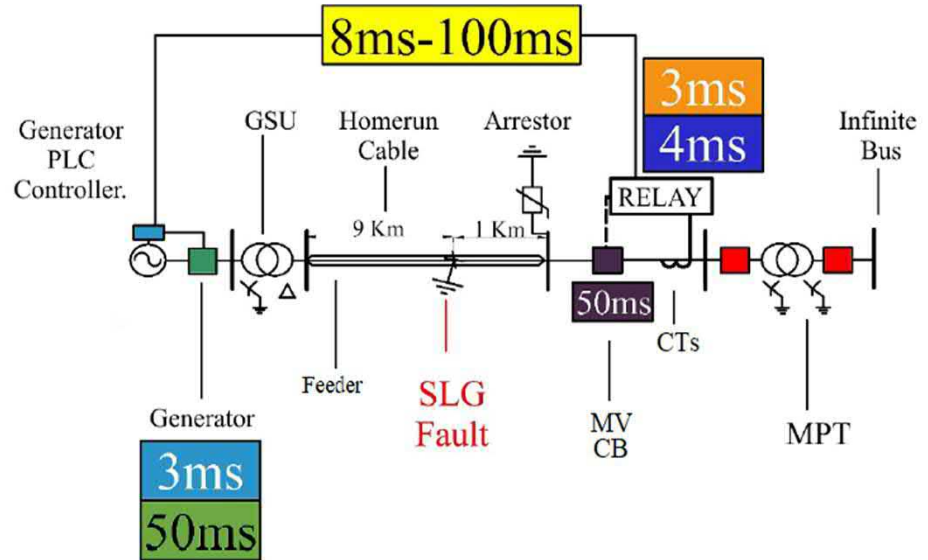 8ms-100ms
3ms
4ms
Generator
PLC
Controller.
GSU
Homerun
Cable
Arrestor
Infinite
Bus
RELAY
9 Km
1 Km
Δ
50ms
CTs
Feeder
SLG
Fault
MV
CB
MPT
Generator
3ms
50ms